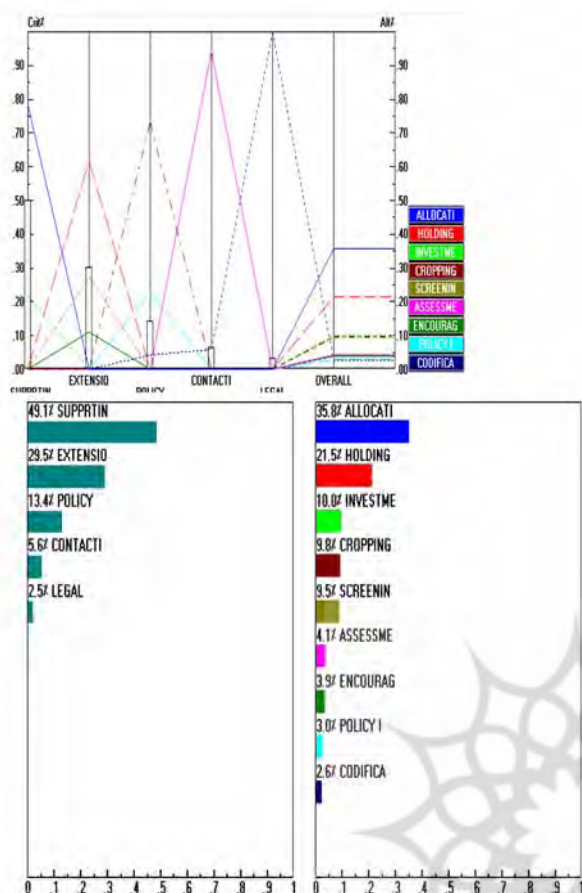 Crit% Alt%
.90 .90
.80 .80
.70 .70
.60 .60
.50 .50
.40 .40
.30 .30
.20 .20
.10 .10
.00 .00
SUPPRTIN EXTENSIO POLICY CONTACTI LEGAL OVERALL
ALLOCATI
HOLDING
INVESTME
CROPPING
SCREENIN
ASSESSME
ENCOURAG
POLICY I
CODIFICA
49.1% SUPPRTIN
29.5% EXTENSIO
13.4% POLICY
5.6% CONTACTI
2.5% LEGAL
0 .1 .2 .3 .4 .5 .6 .7 .8 .9 1
35.8% ALLOCATI
21.5% HOLDING
10.0% INVESTME
9.8% CROPPING
9.5% SCREENIN
4.1% ASSESSME
3.9% ENCOURAG
3.0% POLICY I
2.6% CODIFICA
0 .1 .2 .3 .4 .5 .6 .7 .8 .9 1